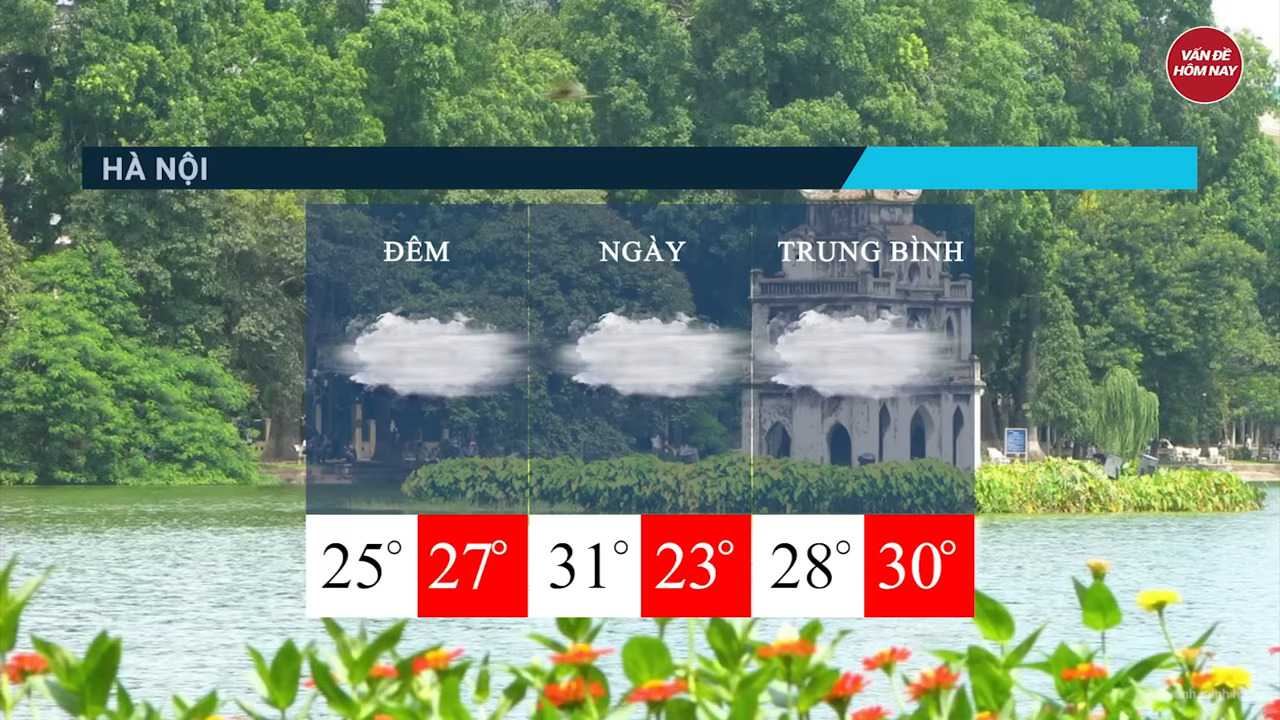 VẤN ĐỀ
HÔM NAY
HÀ NỘI
ĐÊM
NGÀY
TRUNG BÌNH
25° 27° 31° 23° 28° 30°